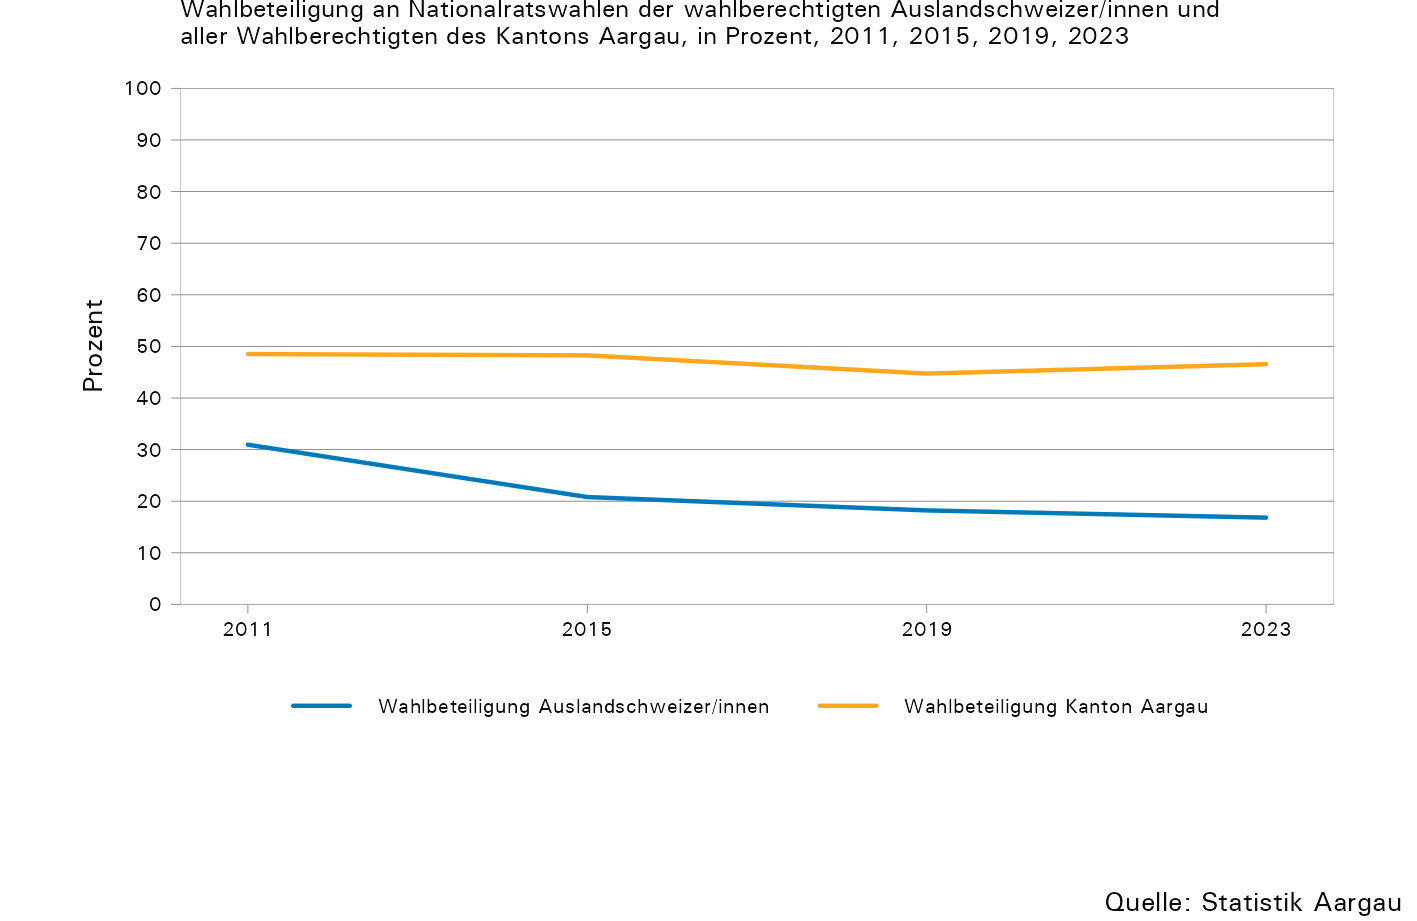 Wahlbeteiligung an Nationalratswahlen der wahlberechtigten Auslandschweizer/innen und
aller Wahlberechtigten des Kantons Aargau, in Prozent, 2011, 2015, 2019, 2023
100
90
80
70
60
50
40
30
20
10
0
Prozent
2011 2015 2019 2023
Wahlbeteiligung Auslandschweizer/innen Wahlbeteiligung Kanton Aargau
Quelle: Statistik Aargau